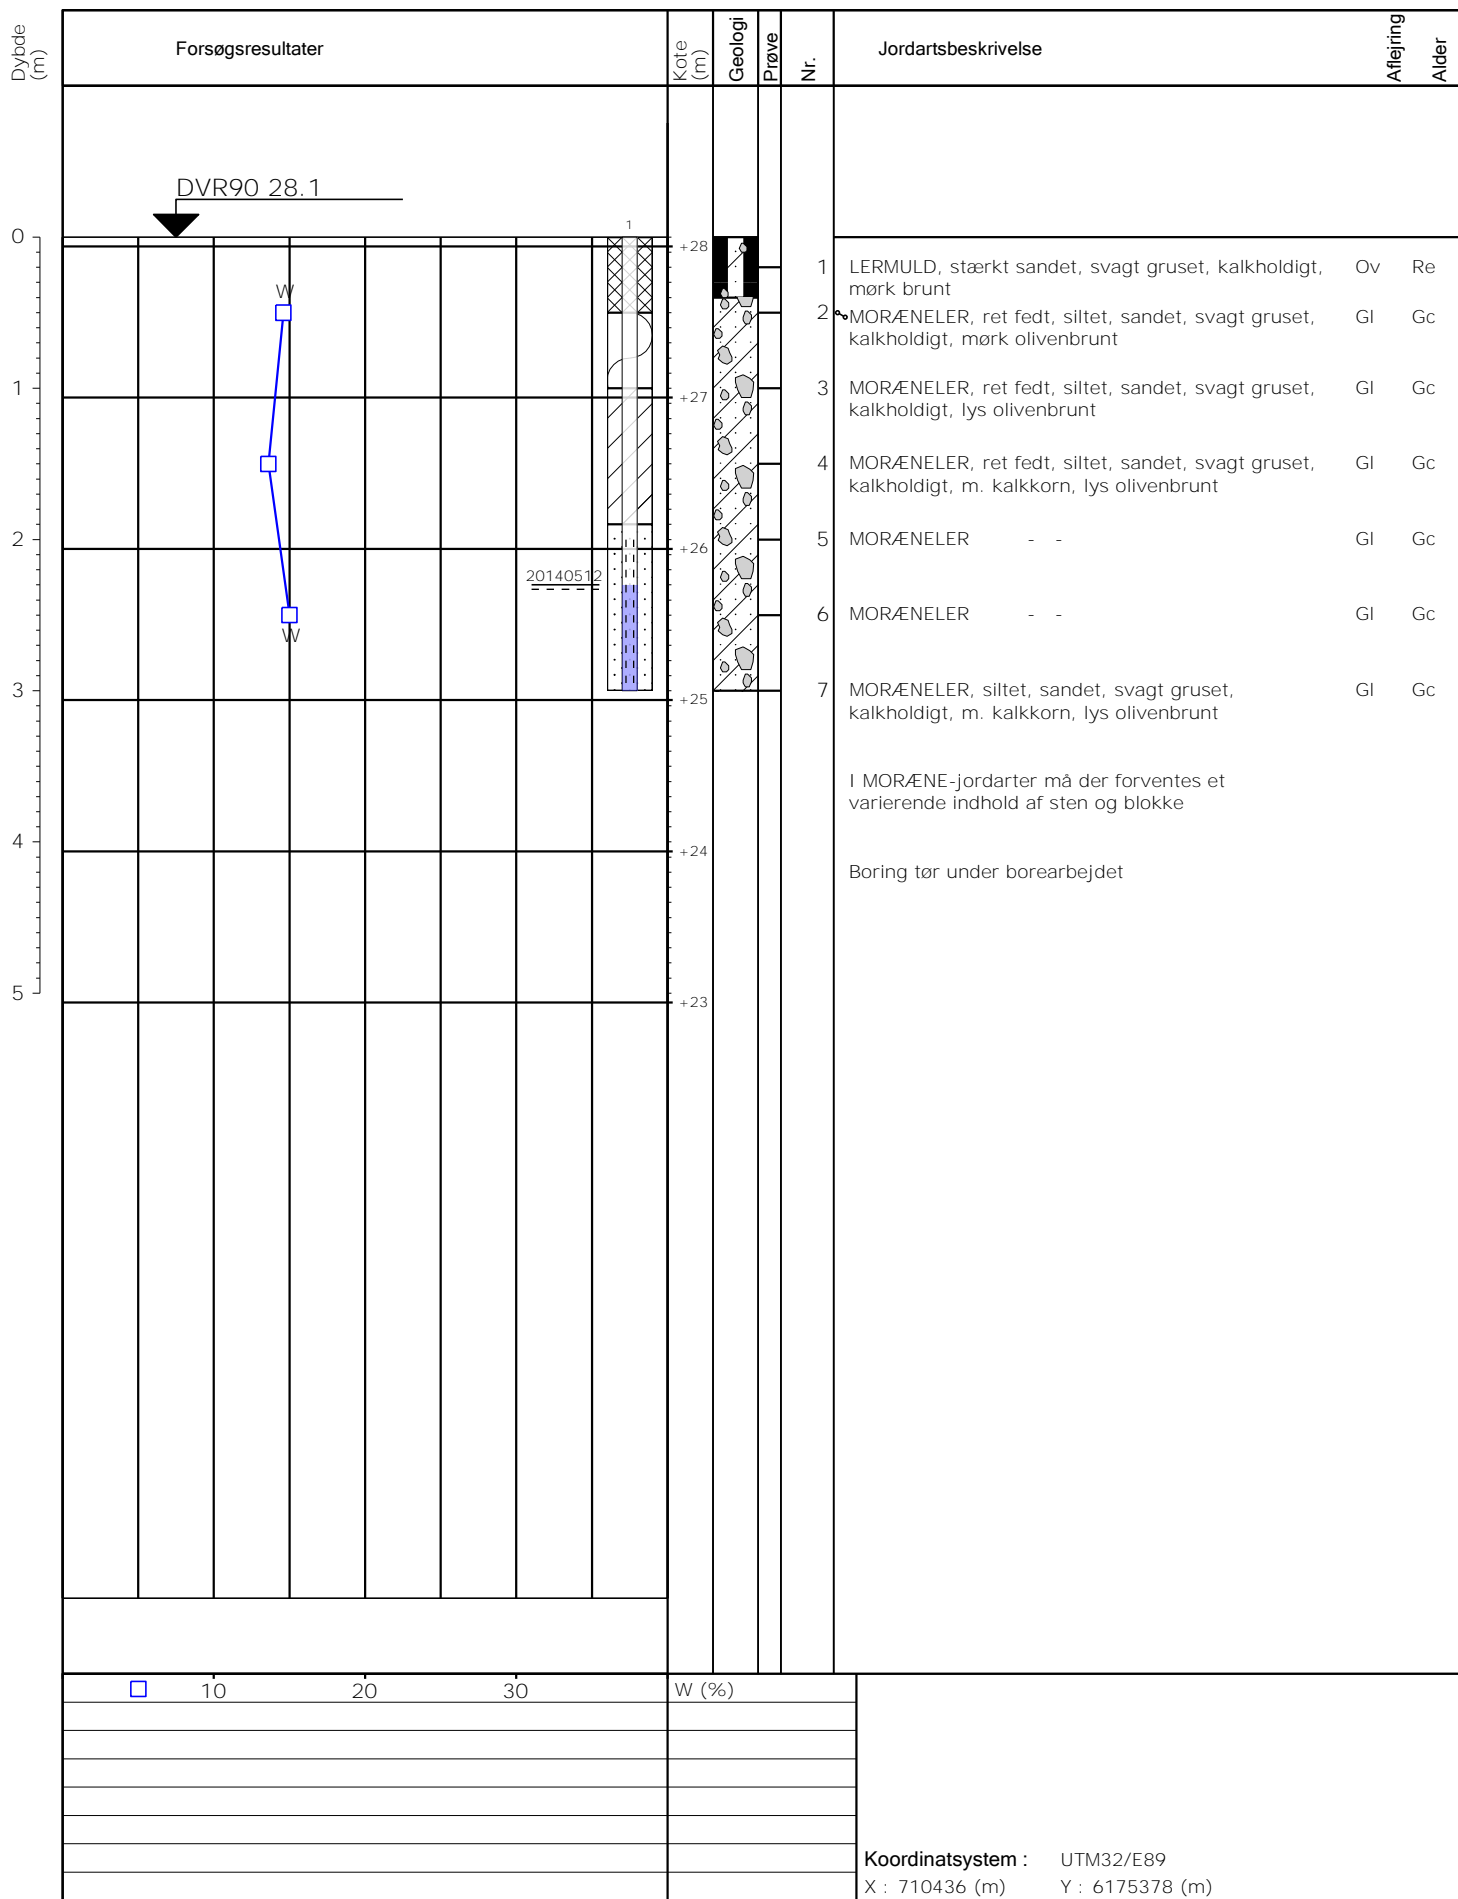 Dybde
(m)
Forsøgsresultater
Kote
(m)
Geologi
Prøve
Nr.
Jordartsbeskrivelse
Aflejring
Alder
DVR90 28.1
0
1
2
3
4
5
1
W
W
20140512
+28
+27
+26
+25
+24
+23
1 LERMULD, stærkt sandet, svagt gruset, kalkholdigt, Ov Re
mørk brunt
2 MORÆNELER, ret fedt, siltet, sandet, svagt gruset, Gl Gc
kalkholdigt, mørk olivenbrunt
3 MORÆNELER, ret fedt, siltet, sandet, svagt gruset, Gl Gc
kalkholdigt, lys olivenbrunt
4 MORÆNELER, ret fedt, siltet, sandet, svagt gruset, Gl Gc
kalkholdigt, m. kalkkorn, lys olivenbrunt
5 MORÆNELER - - Gl Gc
6 MORÆNELER - - Gl Gc
7 MORÆNELER, siltet, sandet, svagt gruset, Gl Gc
kalkholdigt, m. kalkkorn, lys olivenbrunt
I MORÆNE-jordarter må der forventes et
varierende indhold af sten og blokke
Boring tør under borearbejdet
10 20 30 W (%)
Koordinatsystem : UTM32/E89
X : 710436 (m) Y : 6175378 (m)